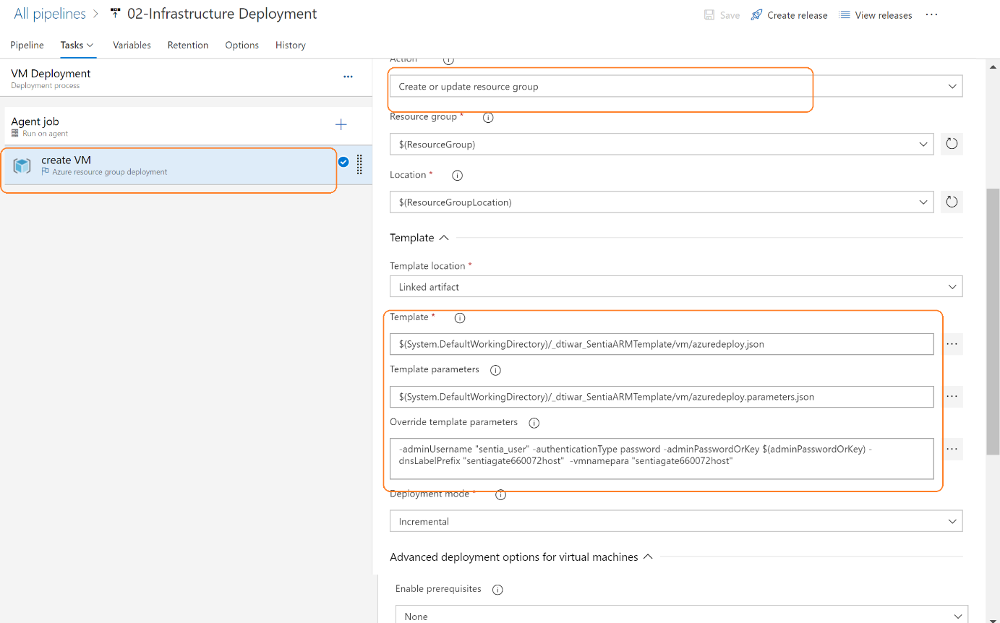 All pipelines > 02-Infrastructure Deployment
Save Create release View releases ...
Pipeline Tasks Variables Retention Options History
VM Deployment
Deployment process
Agent job
Run on agent
create VM
Azure resource group deployment
Action
Create or update resource group
Resource group *
$(ResourceGroup)
Location *
$(ResourceGroupLocation)
Template
Template location *
Linked artifact
Template *
$(System.DefaultWorkingDirectory)/_dtiwar_SentiaARMTemplate/vm/azuredeploy.json
Template parameters
$(System.DefaultWorkingDirectory)/_dtiwar_SentiaARMTemplate/vm/azuredeploy.parameters.json
Override template parameters
-adminUsername "sentia_user" -authenticationType password -adminPasswordOrKey $(adminPasswordOrKey) -
dnsLabelPrefix "sentiagate660072host"  -vmnamepara "sentiagate660072host"
Deployment mode *
Incremental
Advanced deployment options for virtual machines
Enable prerequisites
None